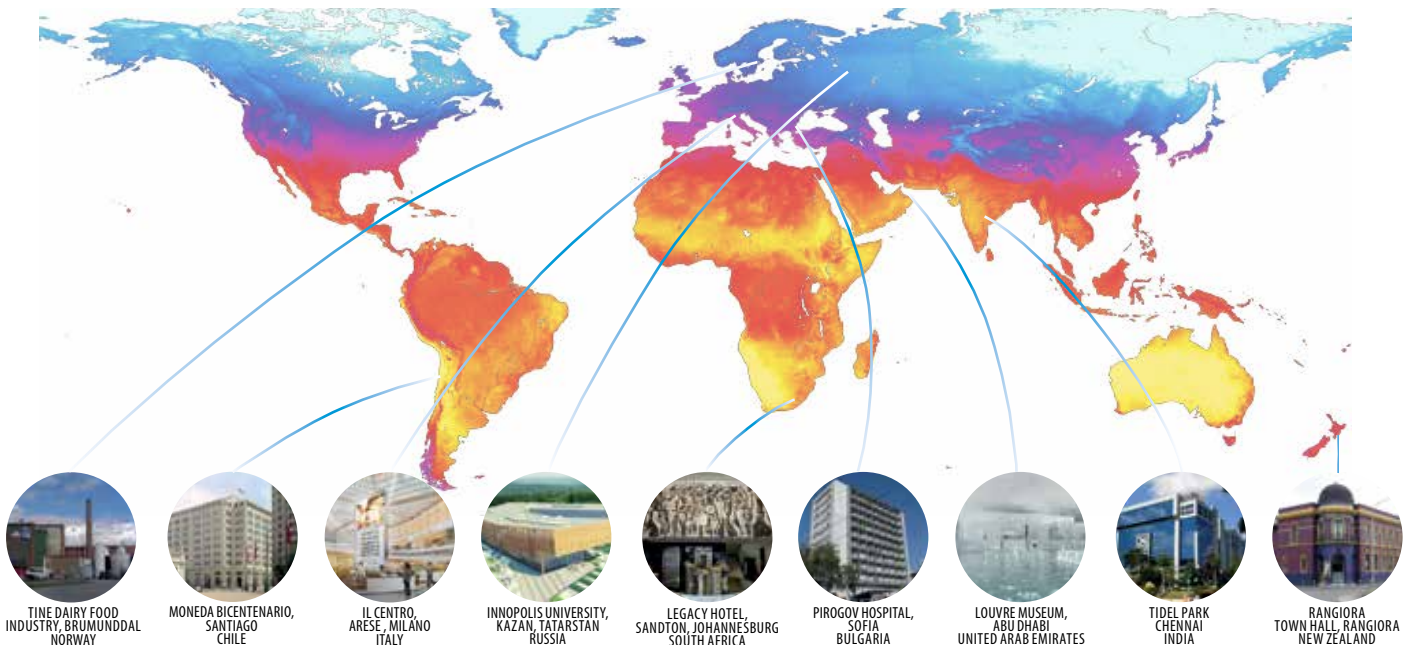 TINE DAIRY FOOD
INDUSTRY, BRUMUNDDAL
NORWAY
MONEDA BICENTENARIO,
SANTIAGO
CHILE
IL CENTRO,
ARESE , MILANO
ITALY
INNOPOLIS UNIVERSITY,
KAZAN, TATARSTAN
RUSSIA
LEGACY HOTEL,
SANDTON, JOHANNESBURG
SOUTH AFRICA
PIROGOV HOSPITAL,
SOFIA
BULGARIA
LOUVRE MUSEUM,
ABU DHABI
UNITED ARAB EMIRATES
TIDEL PARK
CHENNAI
INDIA
RANGIORA
TOWN HALL, RANGIORA
NEW ZEALAND